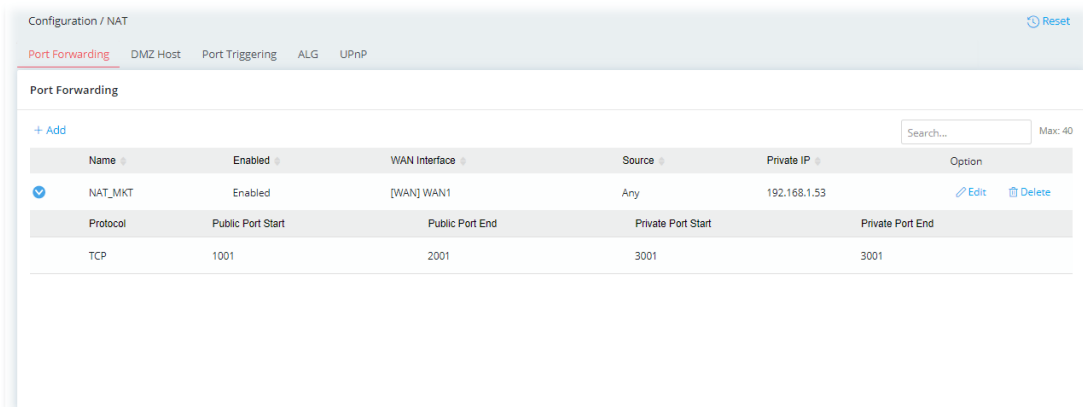 Configuration / NAT Reset
Port Forwarding DMZ Host Port Triggering ALG UPnP
Port Forwarding
+ Add Search... Max: 40
Name Enabled WAN Interface Source Private IP Option
NAT_MKT Enabled [WAN] WAN1 Any 192.168.1.53 Edit Delete
Protocol Public Port Start Public Port End Private Port Start Private Port End
TCP 1001 2001 3001 3001